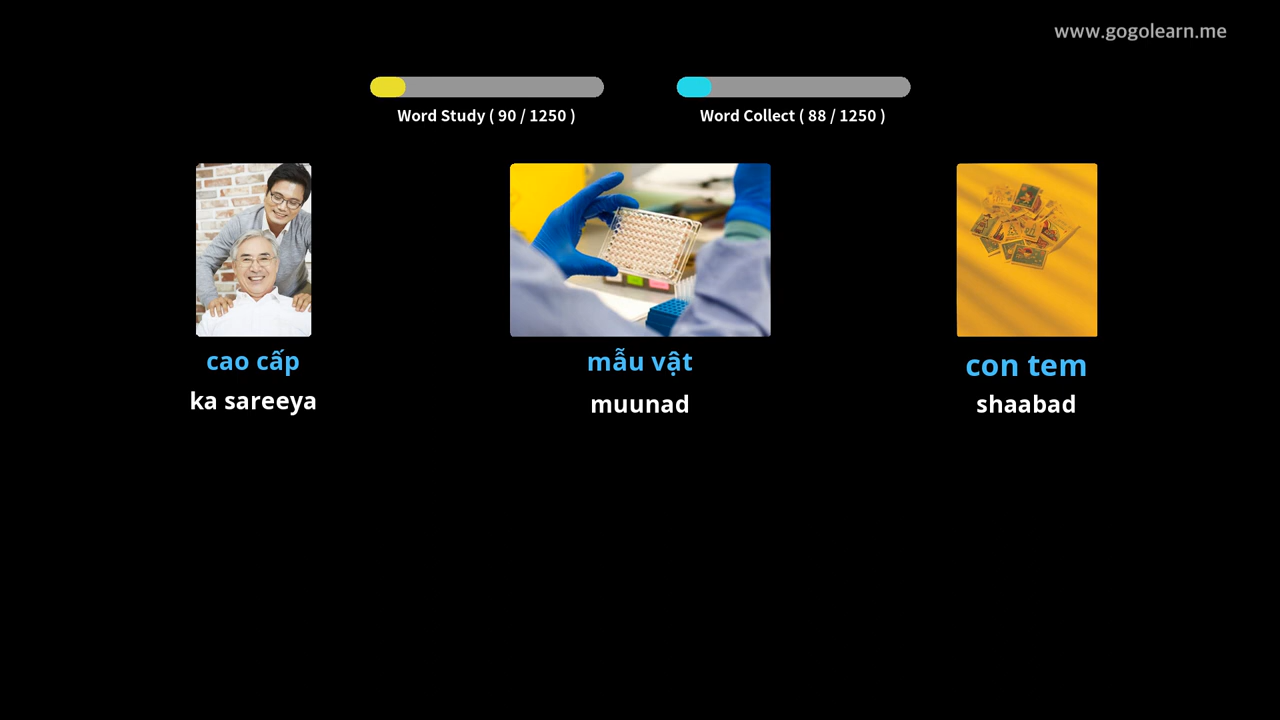 www.gogolearn.me
Word Study ( 90 / 1250 )
Word Collect ( 88 / 1250 )
cao cấp
ka sareeya
mẫu vật
muunad
con tem
shaabad